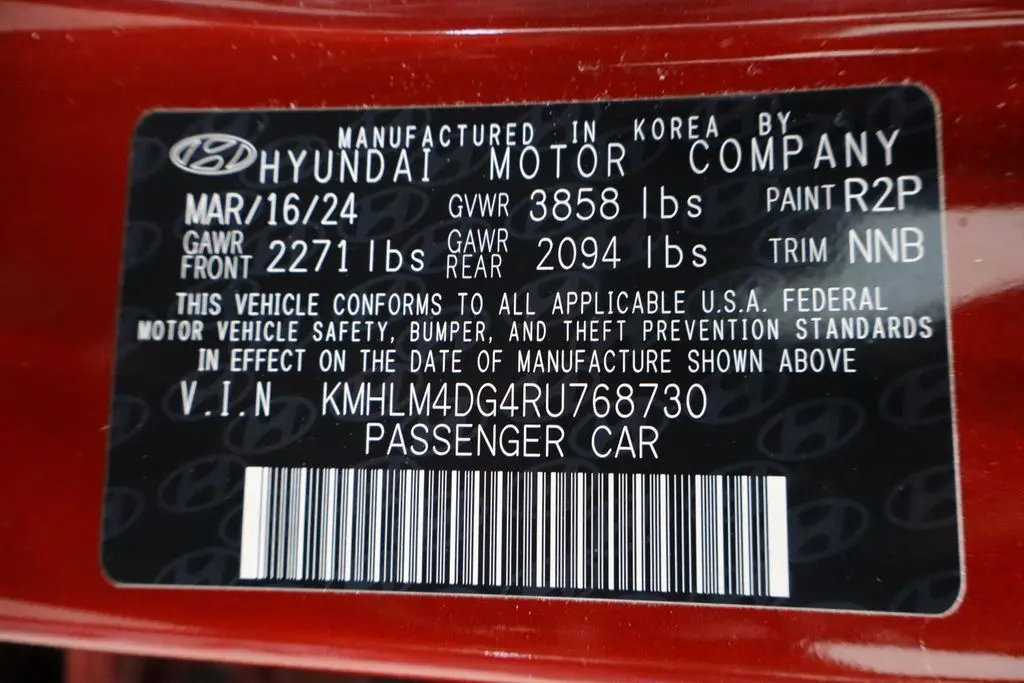 MANUFACTURED IN KOREA BY
HYUNDAI MOTOR COMPANY
MAR/16/24 GVWR 3858 lbs PAINT R2P
GAWR FRONT 2271 lbs GAWR REAR 2094 lbs TRIM NNB
THIS VEHICLE CONFORMS TO ALL APPLICABLE U.S.A. FEDERAL
MOTOR VEHICLE SAFETY, BUMPER, AND THEFT PREVENTION STANDARDS
IN EFFECT ON THE DATE OF MANUFACTURE SHOWN ABOVE
V.I.N KMHLM4DG4RU768730
PASSENGER CAR